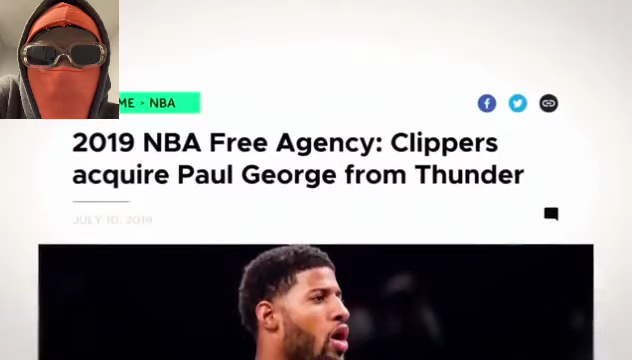 ME > NBA
2019 NBA Free Agency: Clippers
acquire Paul George from Thunder
JULY 10, 2019